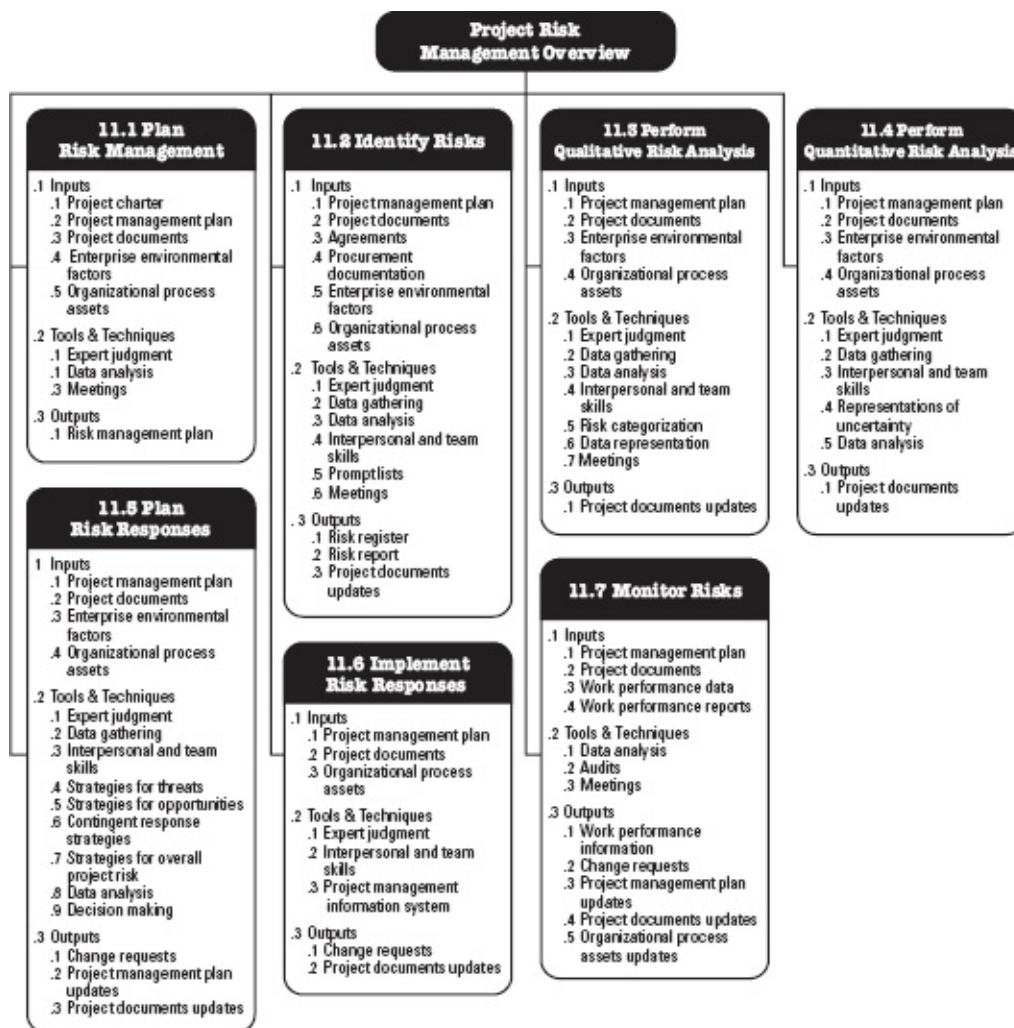 Project Risk
Management Overview
11.1 Plan
Risk Management
.1 Inputs
.1 Project charter
.2 Project management plan
.3 Project documents
.4 Enterprise environmental
factors
.5 Organizational process
assets
.2 Tools & Techniques
.1 Expert judgment
.1 Data analysis
.3 Meetings
.3 Outputs
.1 Risk management plan
11.2 Identify Risks
.1 Inputs
.1 Project management plan
.2 Project documents
.3 Agreements
.4 Procurement
documentation
.5 Enterprise environmental
factors
.6 Organizational process
assets
.2 Tools & Techniques
.1 Expert judgment
.2 Data gathering
.3 Data analysis
.4 Interpersonal and team
skills
.5 Prompt lists
.6 Meetings
.3 Outputs
.1 Risk register
.2 Risk report
.3 Project documents
updates
11.3 Perform
Qualitative Risk Analysis
.1 Inputs
.1 Project management plan
.2 Project documents
.3 Enterprise environmental
factors
.4 Organizational process
assets
.2 Tools & Techniques
.1 Expert judgment
.2 Data gathering
.3 Data analysis
.4 Interpersonal and team
skills
.5 Risk categorization
.6 Data representation
.7 Meetings
.3 Outputs
.1 Project documents updates
11.4 Perform
Quantitative Risk Analysis
.1 Inputs
.1 Project management plan
.2 Project documents
.3 Enterprise environmental
factors
.4 Organizational process
assets
.2 Tools & Techniques
.1 Expert judgment
.2 Data gathering
.3 Interpersonal and team
skills
.4 Representations of
uncertainty
.5 Data analysis
.3 Outputs
.1 Project documents
updates
11.5 Plan
Risk Responses
1 Inputs
.1 Project management plan
.2 Project documents
.3 Enterprise environmental
factors
.4 Organizational process
assets
.2 Tools & Techniques
.1 Expert judgment
.2 Data gathering
.3 Interpersonal and team
skills
.4 Strategies for threats
.5 Strategies for opportunities
.6 Contingent response
strategies
.7 Strategies for overall
project risk
.8 Data analysis
.9 Decision making
.3 Outputs
.1 Change requests
.2 Project management plan
updates
.3 Project documents updates
11.6 Implement
Risk Responses
.1 Inputs
.1 Project management plan
.2 Project documents
.3 Organizational process
assets
.2 Tools & Techniques
.1 Expert judgment
.2 Interpersonal and team
skills
.3 Project management
information system
.3 Outputs
.1 Change requests
.2 Project documents updates
11.7 Monitor Risks
.1 Inputs
.1 Project management plan
.2 Project documents
.3 Work performance data
.4 Work performance reports
.2 Tools & Techniques
.1 Data analysis
.2 Audits
.3 Meetings
.3 Outputs
.1 Work performance
information
.2 Change requests
.3 Project management plan
updates
.4 Project documents updates
.5 Organizational process
assets updates